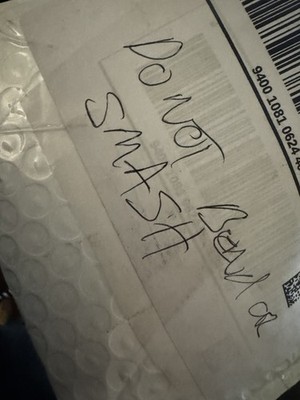 DO NOT Bend OR
SMASH
9400 1081 0624